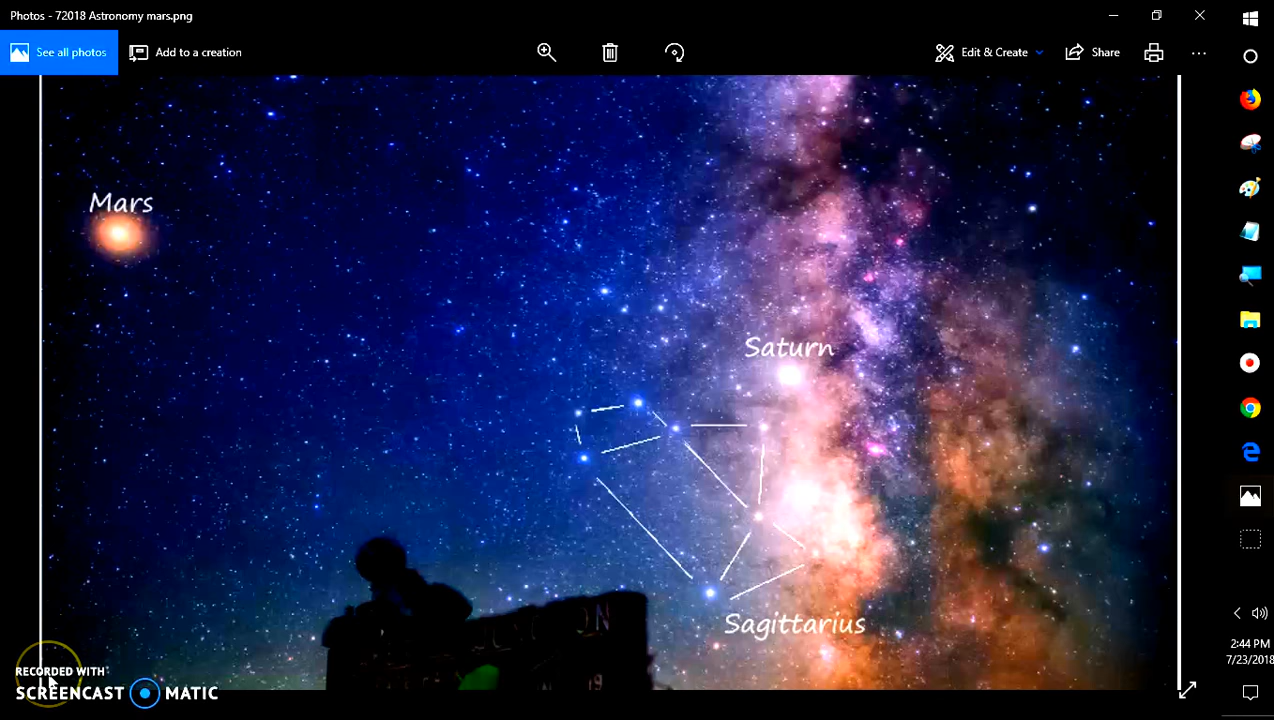 Photos - 72018 Astronomy mars.png
See all photos
Add to a creation
Edit & Create
Share
Mars
Saturn
Sagittarius
RECORDED WITH
SCREENCAST MATIC
2:44 PM
7/23/2018